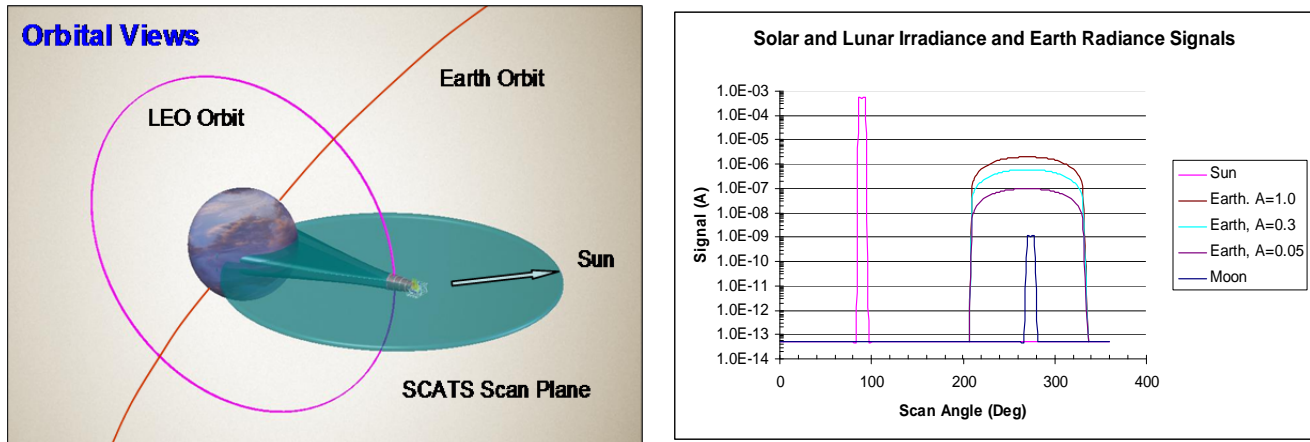 Orbital Views
Earth Orbit
LEO Orbit
Sun
SCATS Scan Plane
Solar and Lunar Irradiance and Earth Radiance Signals
Signal (A)
1.0E-03
1.0E-04
1.0E-05
1.0E-06
1.0E-07
1.0E-08
1.0E-09
1.0E-10
1.0E-11
1.0E-12
1.0E-13
1.0E-14
0 100 200 300 400
Scan Angle (Deg)
Sun
Earth. A=1.0
Earth, A=0.3
Earth, A=0.05
Moon